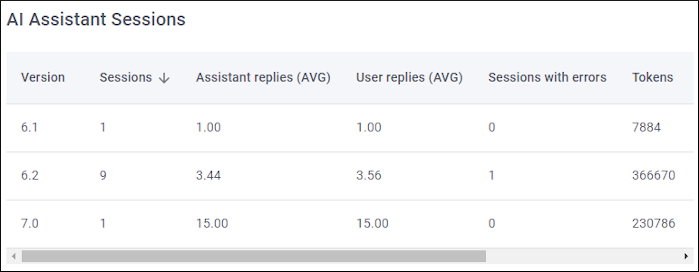 AI Assistant Sessions
Version Sessions ↓ Assistant replies (AVG) User replies (AVG) Sessions with errors Tokens
6.1 1 1.00 1.00 0 7884
6.2 9 3.44 3.56 1 366670
7.0 1 15.00 15.00 0 230786